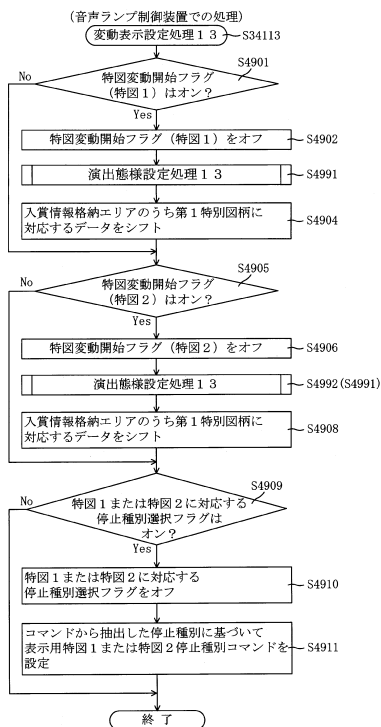 (音声ランプ制御装置での処理)
変動表示設定処理13
S34113
S4901
No
特図変動開始フラグ
(特図1)はオン?
Yes
特図変動開始フラグ(特図1)をオフ
S4902
演出態様設定処理13
S4991
入賞情報格納エリアのうち第1特別図柄に
対応するデータをシフト
S4904
S4905
No
特図変動開始フラグ
(特図2)はオン?
Yes
特図変動開始フラグ(特図2)をオフ
S4906
演出態様設定処理13
S4992(S4991)
入賞情報格納エリアのうち第1特別図柄に
対応するデータをシフト
S4908
S4909
No
特図1または特図2に対応する
停止種別選択フラグは
オン?
Yes
特図1または特図2に対応する
停止種別選択フラグをオフ
S4910
コマンドから抽出した停止種別に基づいて
表示用特図1または特図2停止種別コマンドを
設定
S4911
終了